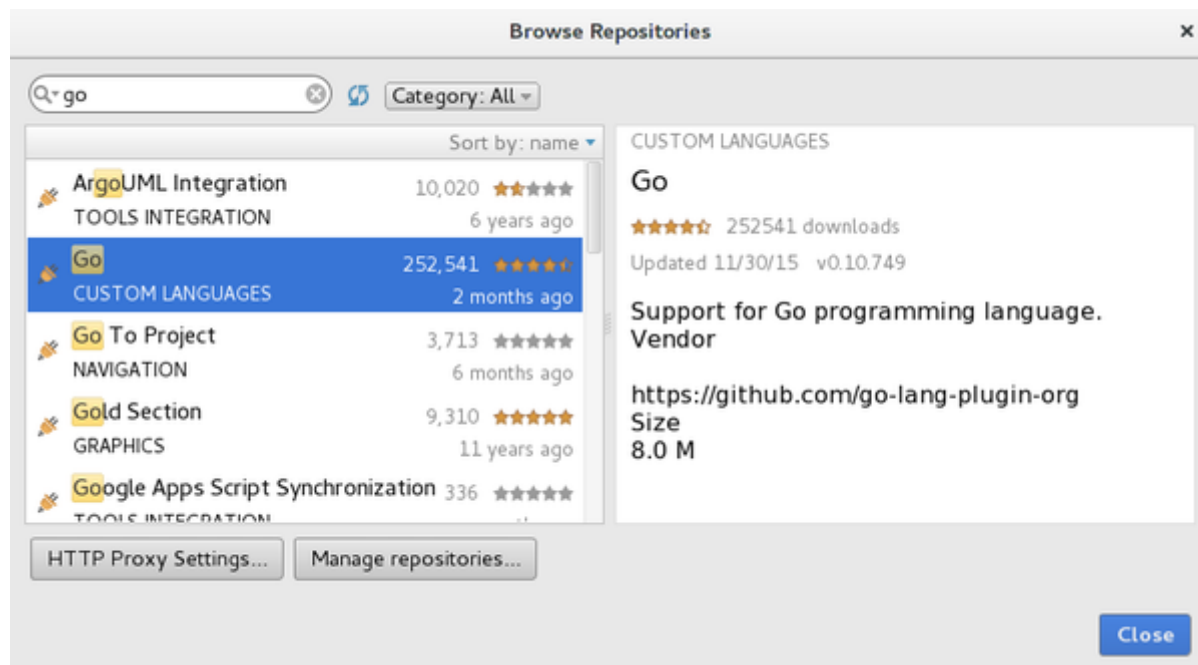 Browse Repositories
go
Category: All
Sort by: name
ArgoUML Integration 10,020
TOOLS INTEGRATION 6 years ago
Go 252,541
CUSTOM LANGUAGES 2 months ago
Go To Project 3,713
NAVIGATION 6 months ago
Gold Section 9,310
GRAPHICS 11 years ago
Google Apps Script Synchronization 336
TOOLS INTEGRATION
CUSTOM LANGUAGES
Go
252541 downloads
Updated 11/30/15 v0.10.749
Support for Go programming language.
Vendor
https://github.com/go-lang-plugin-org
Size
8.0 M
HTTP Proxy Settings...
Manage repositories...
Close